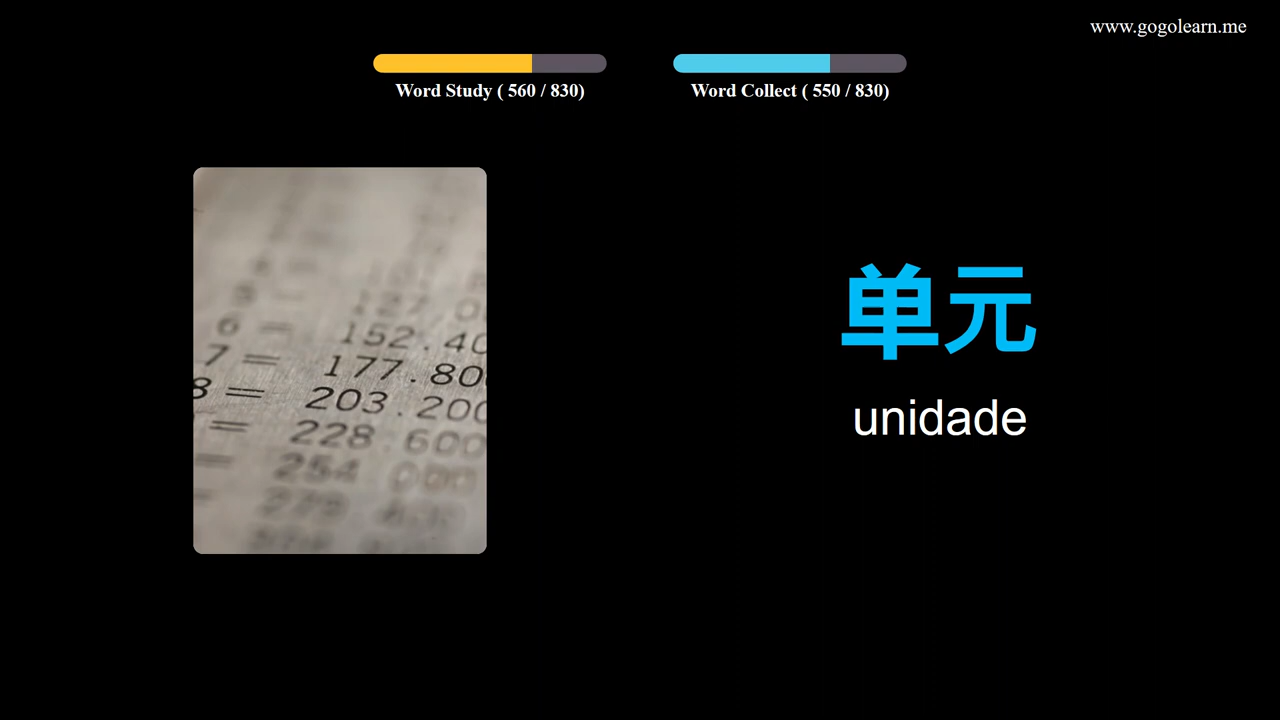 www.gogolearn.me
Word Study ( 560 / 830)
Word Collect ( 550 / 830)
6 = 152.40
7 = 177.80
8 = 203.200
= 228.600
254
单元
unidade